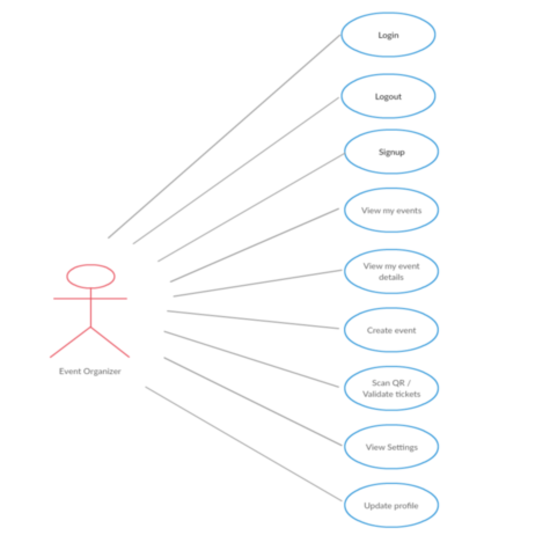 Login
Logout
Signup
View my events
View my event
details
Create event
Scan QR /
Validate tickets
View Settings
Update profile
Event Organizer